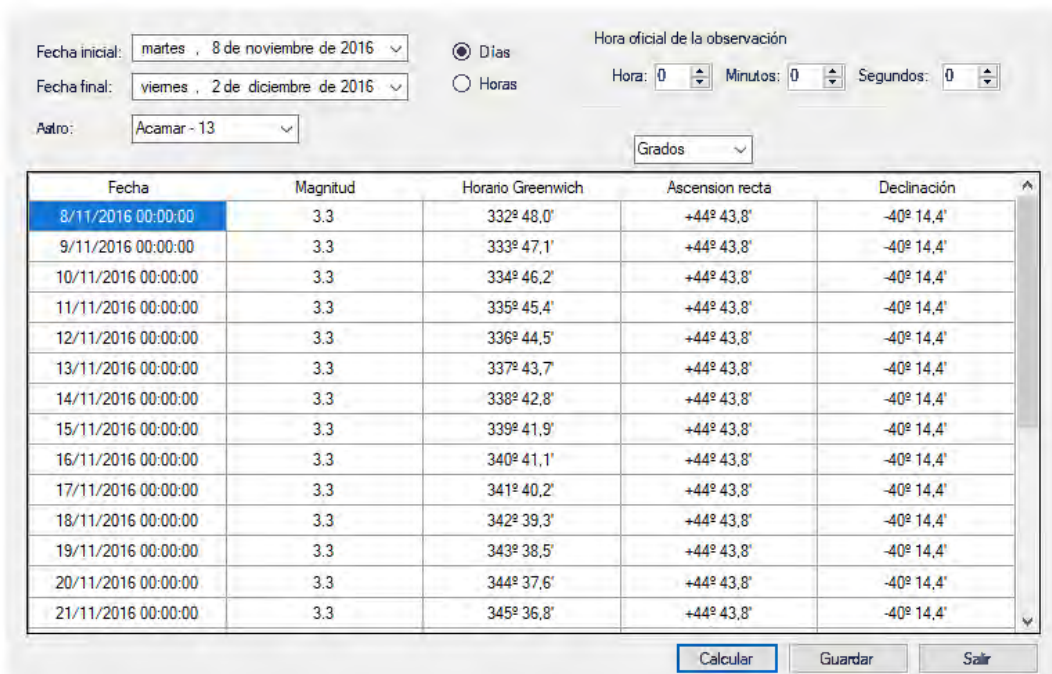 Fecha inicial: martes , 8 de noviembre de 2016 Días Hora oficial de la observación
Fecha final: viernes , 2 de diciembre de 2016 Horas Hora: 0 Minutos: 0 Segundos: 0
Astro: Acamar - 13 Grados
Fecha Magnitud Horario Greenwich Ascension recta Declinación
8/11/2016 00:00:00 3.3 332º 48,0' +44º 43,8' -40º 14,4'
9/11/2016 00:00:00 3.3 333º 47,1' +44º 43,8' -40º 14,4'
10/11/2016 00:00:00 3.3 334º 46,2' +44º 43,8' -40º 14,4'
11/11/2016 00:00:00 3.3 335º 45,4' +44º 43,8' -40º 14,4'
12/11/2016 00:00:00 3.3 336º 44,5' +44º 43,8' -40º 14,4'
13/11/2016 00:00:00 3.3 337º 43,7' +44º 43,8' -40º 14,4'
14/11/2016 00:00:00 3.3 338º 42,8' +44º 43,8' -40º 14,4'
15/11/2016 00:00:00 3.3 339º 41,9' +44º 43,8' -40º 14,4'
16/11/2016 00:00:00 3.3 340º 41,1' +44º 43,8' -40º 14,4'
17/11/2016 00:00:00 3.3 341º 40,2' +44º 43,8' -40º 14,4'
18/11/2016 00:00:00 3.3 342º 39,3' +44º 43,8' -40º 14,4'
19/11/2016 00:00:00 3.3 343º 38,5' +44º 43,8' -40º 14,4'
20/11/2016 00:00:00 3.3 344º 37,6' +44º 43,8' -40º 14,4'
21/11/2016 00:00:00 3.3 345º 36,8' +44º 43,8' -40º 14,4'
Calcular Guardar Salir